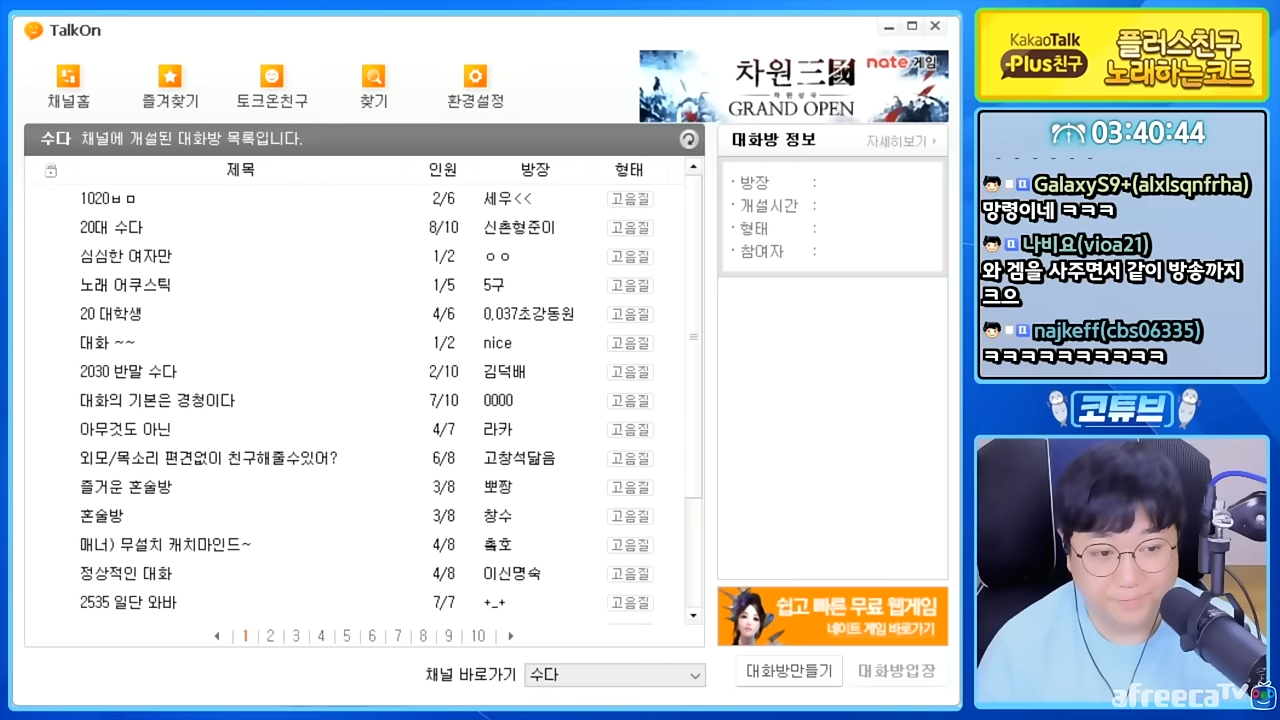 TalkOn
채널홈 즐겨찾기 토크온친구 찾기 환경설정
차원三國
차원삼국
GRAND OPEN
nate 게임
수다 채널에 개설된 대화방 목록입니다.
제목 인원 방장 형태
1020ㅂㅁ 2/6 세우<< 고음질
20대 수다 8/10 신촌형준이 고음질
심심한 여자만 1/2 ㅇㅇ 고음질
노래 어쿠스틱 1/5 5구 고음질
20 대학생 4/6 0,037초강동원 고음질
대화 ~~ 1/2 nice 고음질
2030 반말 수다 2/10 김덕배 고음질
대화의 기본은 경청이다 7/10 0000 고음질
아무것도 아닌 4/7 라카 고음질
외모/목소리 편견없이 친구해줄수있어? 6/8 고창석닮음 고음질
즐거운 혼술방 3/8 뽀짱 고음질
혼술방 3/8 창수 고음질
매너) 무설치 캐치마인드~ 4/8 고음질
정상적인 대화 4/8 이신명숙 고음질
2535 일단 와바 7/7 +_+ 고음질
1 2 3 4 5 6 7 8 9 10
채널 바로가기 수다
대화방 정보 자세히보기
· 방장 :
· 개설시간 :
· 형태 :
· 참여자 :
쉽고 빠른 무료 웹게임
네이트 게임 바로가기
대화방만들기 대화방입장
KakaoTalk
Plus친구
플러스친구
노래하는코트
03:40:44
GalaxyS9+(alxlsqnfrha)
망령이네 ㅋㅋㅋ
나비요(vioa21)
와 겜을 사주면서 같이 방송까지
ㅋ으
najkeff(cbs06335)
ㅋㅋㅋㅋㅋㅋㅋㅋㅋㅋ
코튜브
afreecaTV